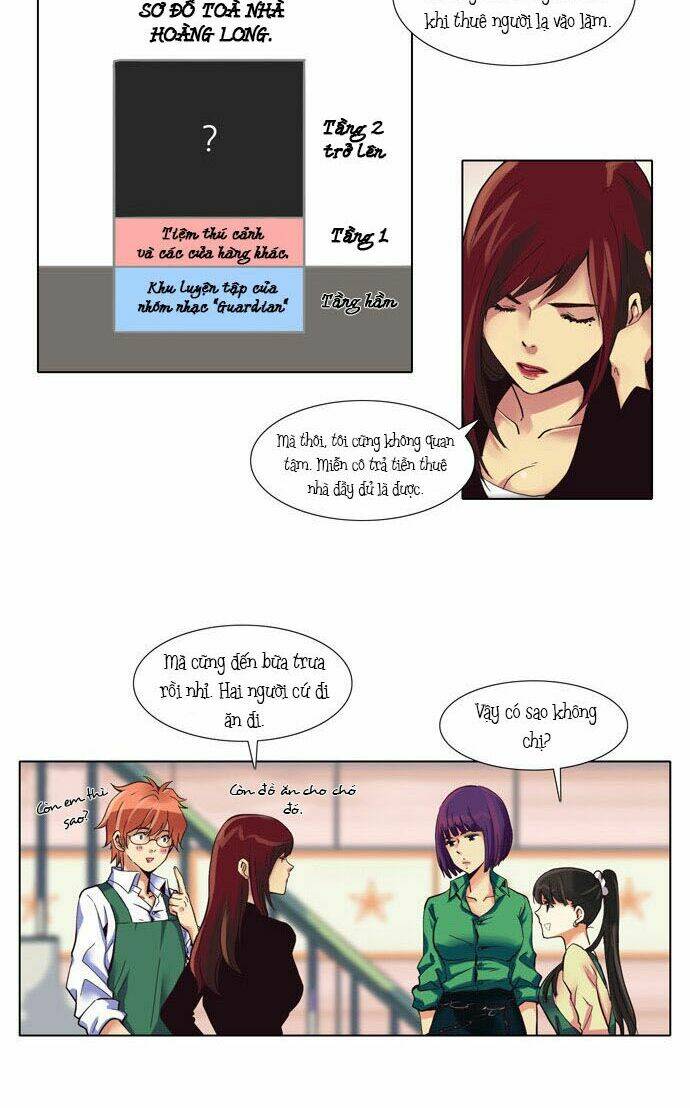 SƠ ĐỒ TOÀ NHÀ
HOÀNG LONG.
khi thuê người lạ vào làm.
?
Tầng 2
trở lên
Tiệm thú cảnh
và các cửa hàng khác.
Tầng 1
Khu luyện tập của
nhóm nhạc "Guardian"
Tầng hầm
Mà thôi, tôi cũng không quan
tâm. Miễn cô trả tiền thuê
nhà đầy đủ là được.
Mà cũng đến bữa trưa
rồi nhỉ. Hai người cứ đi
ăn đi.
Vậy có sao không
chị?
Còn em thì
sao?
Còn đồ ăn cho chó
đó.